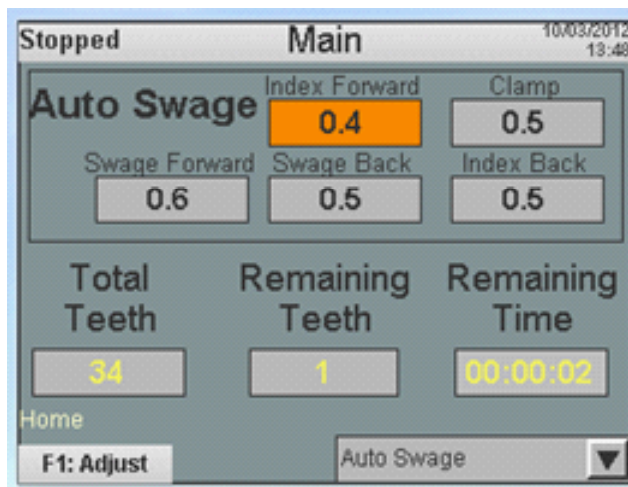 Stopped Main 10/03/2012
13:48
Auto Swage
Index Forward Clamp
0.4 0.5
Swage Forward Swage Back Index Back
0.6 0.5 0.5
Total Remaining Remaining
Teeth Teeth Time
34 1 00:00:02
Home
F1: Adjust Auto Swage